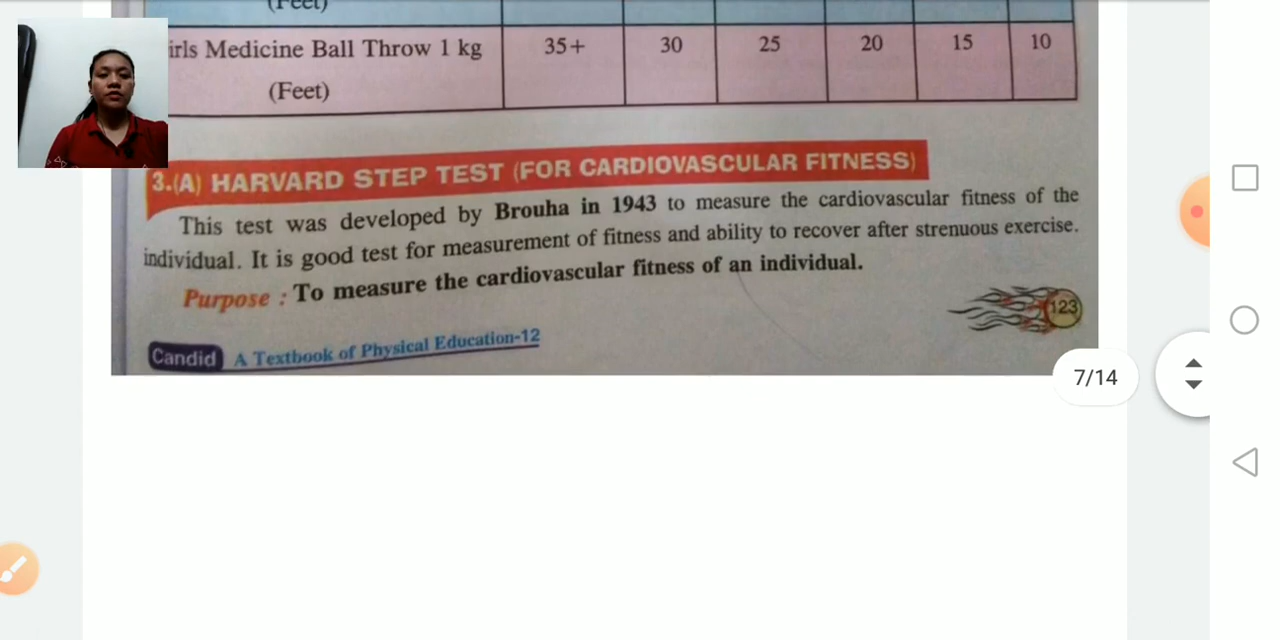 (Feet)
irls Medicine Ball Throw 1 kg 35+ 30 25 20 15 10
(Feet)
3.(A) HARVARD STEP TEST (FOR CARDIOVASCULAR FITNESS)
This test was developed by Brouha in 1943 to measure the cardiovascular fitness of the
individual. It is good test for measurement of fitness and ability to recover after strenuous exercise.
Purpose : To measure the cardiovascular fitness of an individual.
123
Candid A Textbook of Physical Education-12
7/14